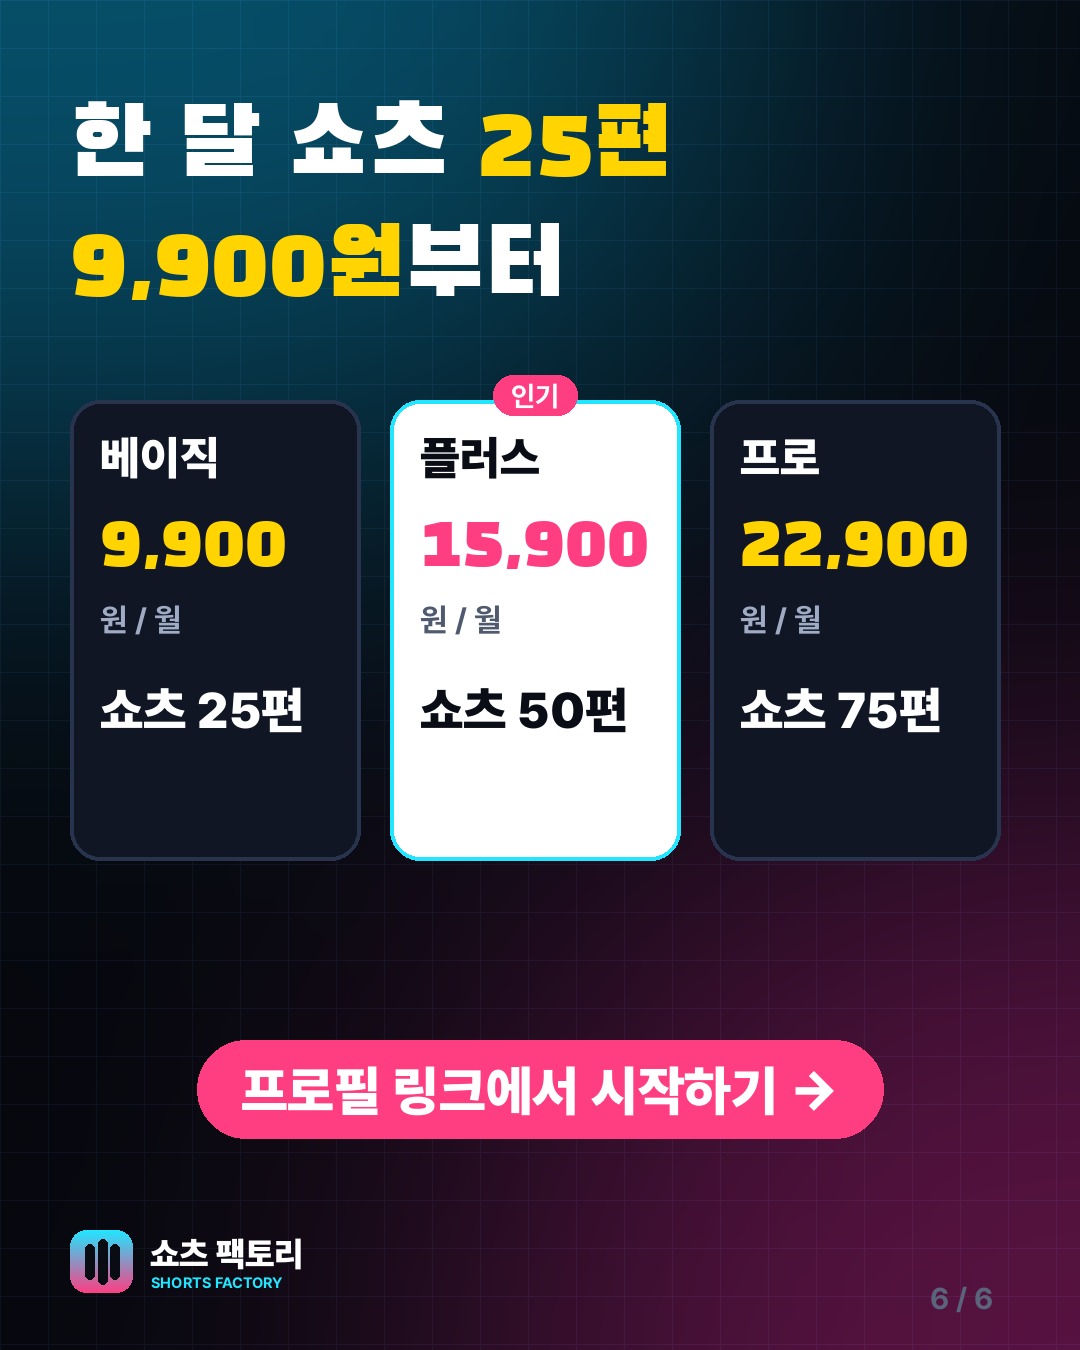 한 달 쇼츠 25편
9,900원부터
베이직
9,900
원 / 월
쇼츠 25편
인기
플러스
15,900
원 / 월
쇼츠 50편
프로
22,900
원 / 월
쇼츠 75편
프로필 링크에서 시작하기 →
쇼츠 팩토리
SHORTS FACTORY
6 / 6